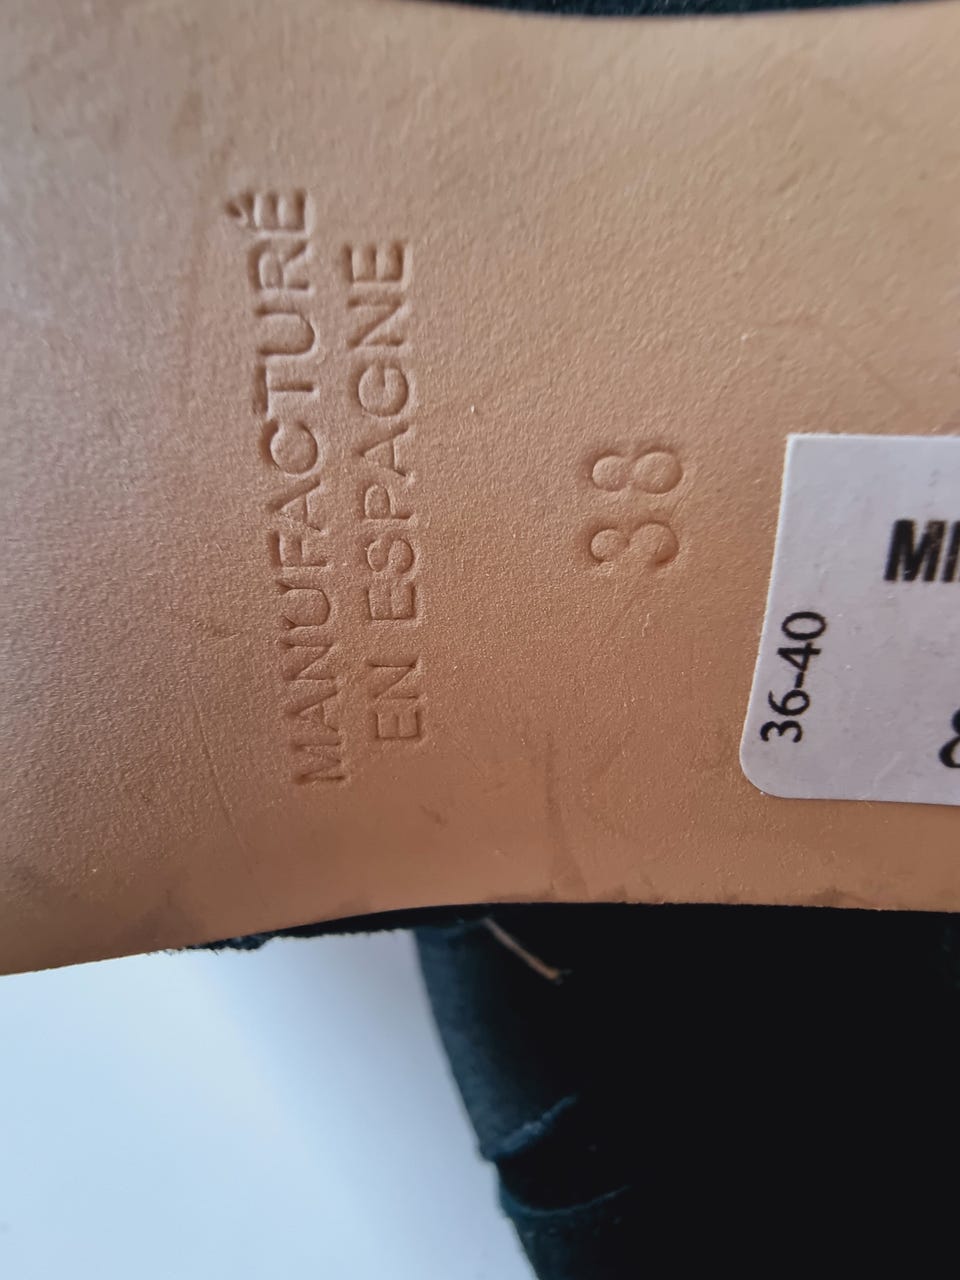 MANUFACTURÉ
EN ESPAGNE
38
36-40